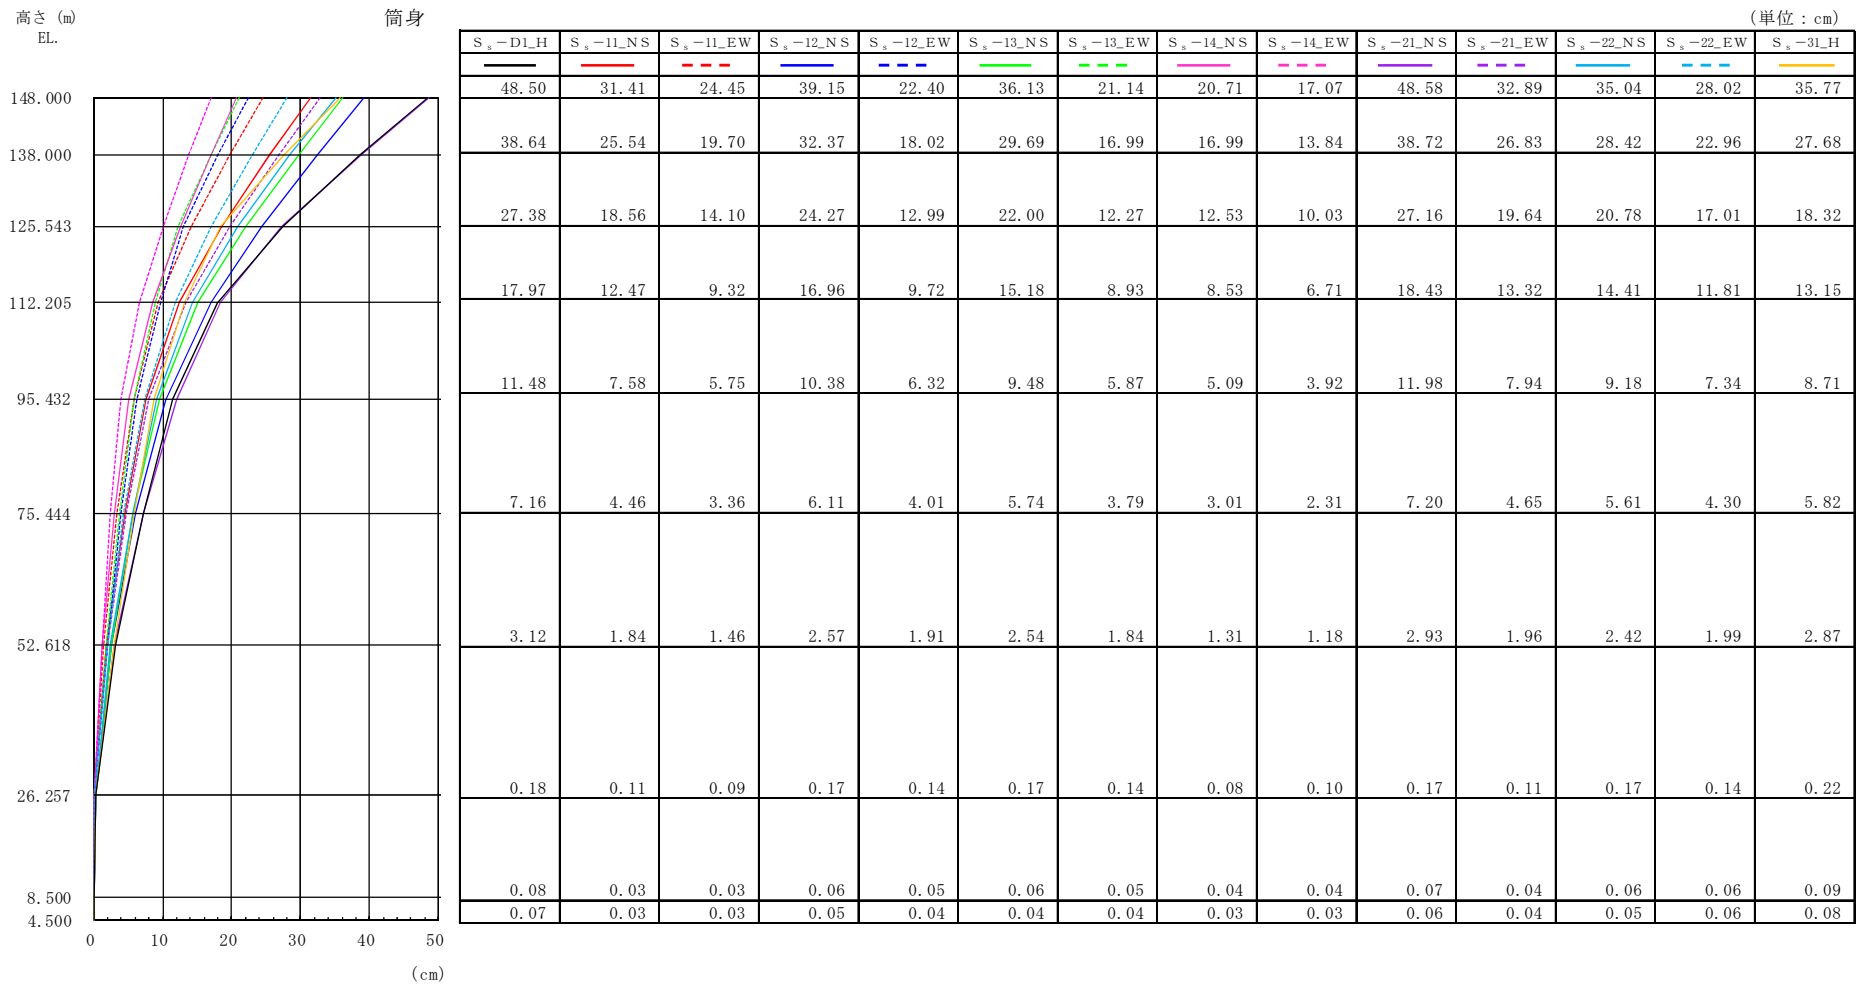 高さ (m)
筒身
(単位：cm)
EL.
Ss-D1_H Ss-11_NS Ss-11_EW Ss-12_NS Ss-12_EW Ss-13_NS Ss-13_EW Ss-14_NS Ss-14_EW Ss-21_NS Ss-21_EW Ss-22_NS Ss-22_EW Ss-31_H
48.50 31.41 24.45 39.15 22.40 36.13 21.14 20.71 17.07 48.58 32.89 35.04 28.02 35.77
148.000
38.64 25.54 19.70 32.37 18.02 29.69 16.99 16.99 13.84 38.72 26.83 28.42 22.96 27.68
138.000
27.38 18.56 14.10 24.27 12.99 22.00 12.27 12.53 10.03 27.16 19.64 20.78 17.01 18.32
125.543
17.97 12.47 9.32 16.96 9.72 15.18 8.93 8.53 6.71 18.43 13.32 14.41 11.81 13.15
112.205
11.48 7.58 5.75 10.38 6.32 9.48 5.87 5.09 3.92 11.98 7.94 9.18 7.34 8.71
95.432
7.16 4.46 3.36 6.11 4.01 5.74 3.79 3.01 2.31 7.20 4.65 5.61 4.30 5.82
75.444
3.12 1.84 1.46 2.57 1.91 2.54 1.84 1.31 1.18 2.93 1.96 2.42 1.99 2.87
52.618
0.18 0.11 0.09 0.17 0.14 0.17 0.14 0.08 0.10 0.17 0.11 0.17 0.14 0.22
26.257
0.08 0.03 0.03 0.06 0.05 0.06 0.05 0.04 0.04 0.07 0.04 0.06 0.06 0.09
8.500
0.07 0.03 0.03 0.05 0.04 0.04 0.04 0.03 0.03 0.06 0.04 0.05 0.06 0.08
4.500
0 10 20 30 40 50
(cm)